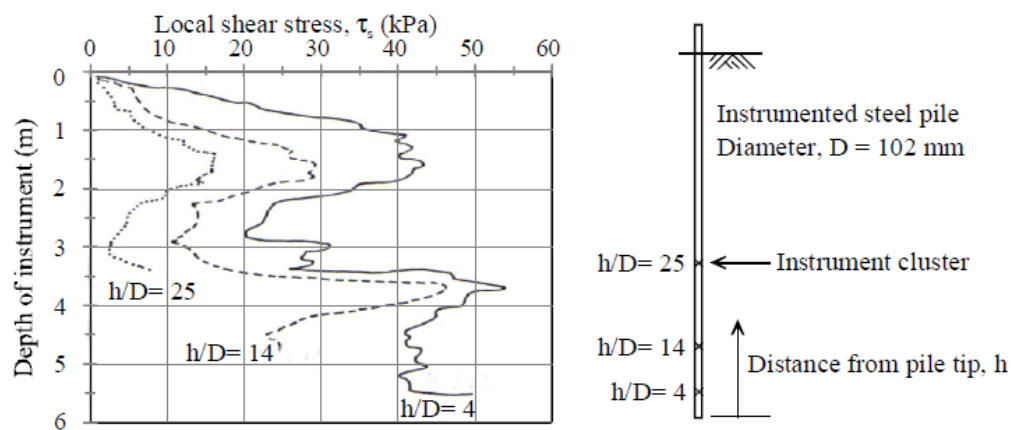 Local shear stress, τs (kPa)
0 10 20 30 40 50 60
Depth of instrument (m)
0
1
2
3
4
5
6
h/D= 25
h/D= 14
h/D= 4
Instrumented steel pile
Diameter, D = 102 mm
h/D= 25
Instrument cluster
h/D= 14
Distance from pile tip, h
h/D= 4